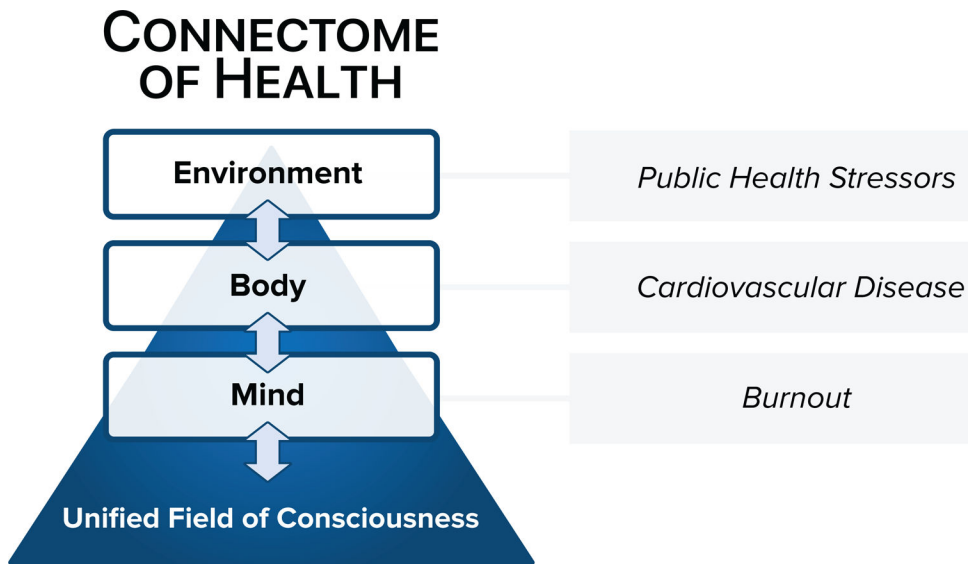 CONNECTOME
OF HEALTH
Environment
Public Health Stressors
Body
Cardiovascular Disease
Mind
Burnout
Unified Field of Consciousness